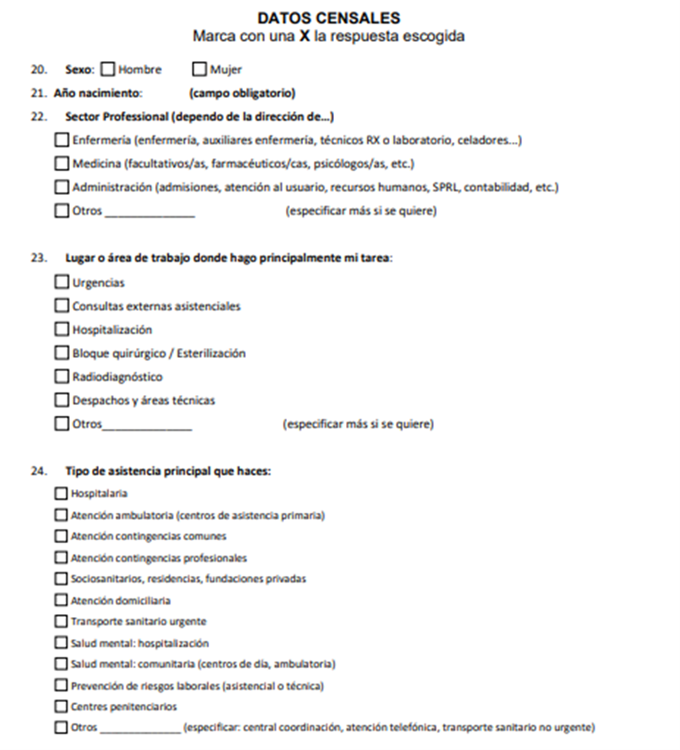 DATOS CENSALES
Marca con una X la respuesta escogida
20. Sexo: Hombre Mujer
21. Año nacimiento: (campo obligatorio)
22. Sector Professional (dependo de la dirección de...)
Enfermería (enfermería, auxiliares enfermería, técnicos RX o laboratorio, celadores...)
Medicina (facultativos/as, farmacéuticos/cas, psicólogos/as, etc.)
Administración (admisiones, atención al usuario, recursos humanos, SPRL, contabilidad, etc.)
Otros _______________ (especificar más si se quiere)
23. Lugar o área de trabajo donde hago principalmente mi tarea:
Urgencias
Consultas externas asistenciales
Hospitalización
Bloque quirúrgico / Esterilización
Radiodiagnóstico
Despachos y áreas técnicas
Otros_______________ (especificar más si se quiere)
24. Tipo de asistencia principal que haces:
Hospitalaria
Atención ambulatoria (centros de asistencia primaria)
Atención contingencias comunes
Atención contingencias profesionales
Sociosanitarios, residencias, fundaciones privadas
Atención domiciliaria
Transporte sanitario urgente
Salud mental: hospitalización
Salud mental: comunitaria (centros de día, ambulatoria)
Prevención de riesgos laborales (asistencial o técnica)
Centres penitenciarios
Otros ______________ (especificar: central coordinación, atención telefónica, transporte sanitario no urgente)